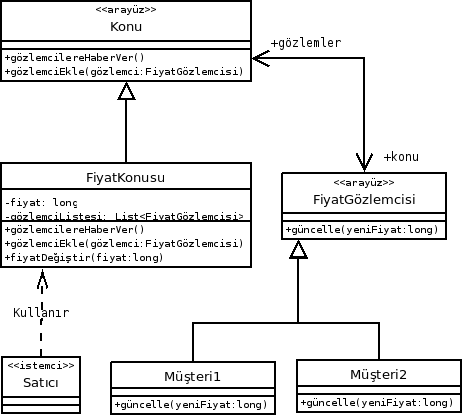 <<arayüz>>
Konu
+gözlemcilereHaberVer()
+gözlemciEkle(gözlemci:FiyatGözlemcisi)
+gözlemler
+konu
FiyatKonusu
-fiyat: long
-gözlemciListesi: List<FiyatGözlemcisi>
+gözlemcilereHaberVer()
+gözlemciEkle(gözlemci:FiyatGözlemcisi)
+fiyatDeğiştir(fiyat:long)
<<arayüz>>
FiyatGözlemcisi
+güncelle(yeniFiyat:long)
Kullanır
<<istemci>>
Satıcı
Müşteri1
+güncelle(yeniFiyat:long)
Müşteri2
+güncelle(yeniFiyat:long)